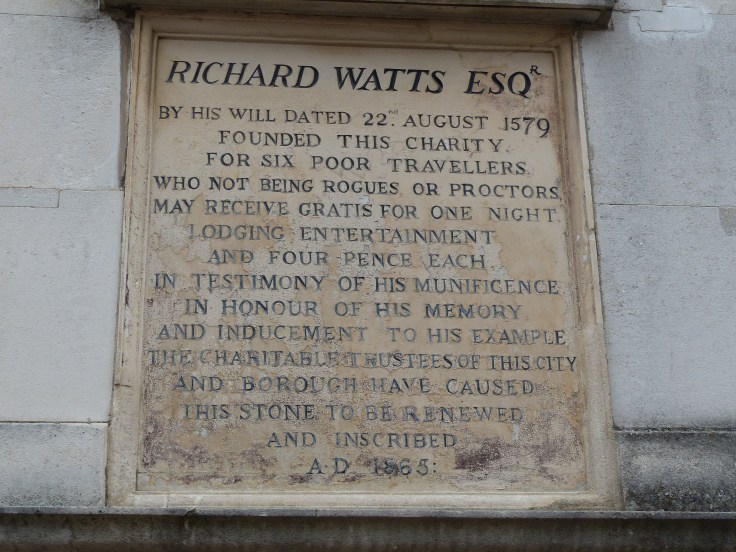 RICHARD WATTS ESQR
BY HIS WILL DATED 22ND. AUGUST 1579
FOUNDED THIS CHARITY
FOR SIX POOR TRAVELLERS,
WHO NOT BEING ROGUES, OR PROCTORS,
MAY RECEIVE GRATIS FOR ONE NIGHT,
LODGING ENTERTAINMENT
AND FOUR PENCE EACH
IN TESTIMONY OF HIS MUNIFICENCE
IN HONOUR OF HIS MEMORY
AND INDUCEMENT TO HIS EXAMPLE
THE CHARITABLE TRUSTEES OF THIS CITY
AND BOROUGH HAVE CAUSED
THIS STONE TO BE RENEWED
AND INSCRIBED
A.D 1865: